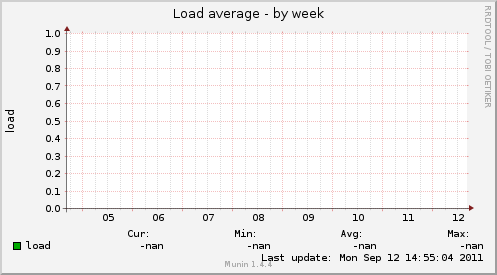 Load average - by week
RRDTOOL / TOBI OETIKER
load
1.0
0.9
0.8
0.7
0.6
0.5
0.4
0.3
0.2
0.1
0.0
05 06 07 08 09 10 11 12
Cur: Min: Avg: Max:
load -nan -nan -nan -nan
Last update: Mon Sep 12 14:55:04 2011
Munin 1.4.4